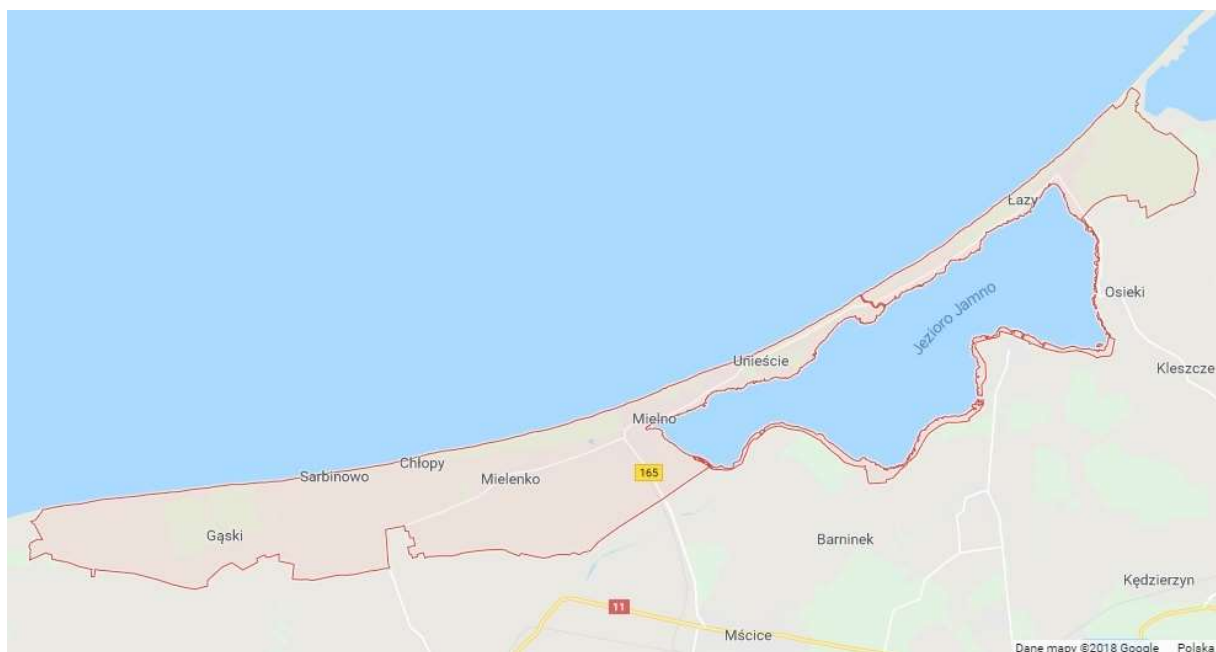 Łazy
Jezioro Jamno
Osieki
Unieście
Kleszcze
Mielno
Chłopy
Sarbinowo
Mielenko
165
Gąski
Barninek
Kędzierzyn
11
Mścice
Dane mapy ©2018 Google Polska